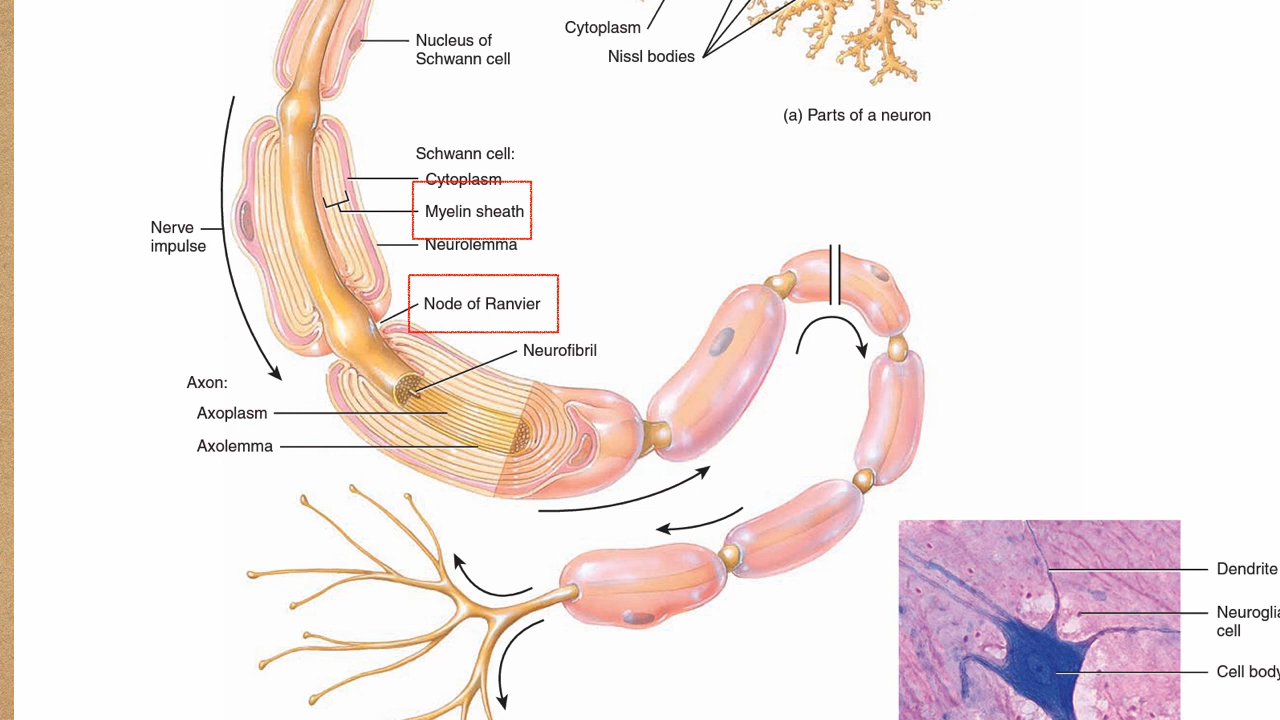 Cytoplasm
Nissl bodies
(a) Parts of a neuron
Nucleus of
Schwann cell
Schwann cell:
Cytoplasm
Myelin sheath
Neurolemma
Nerve
impulse
Node of Ranvier
Neurofibril
Axon:
Axoplasm
Axolemma
Dendrite
Neuroglia
cell
Cell body